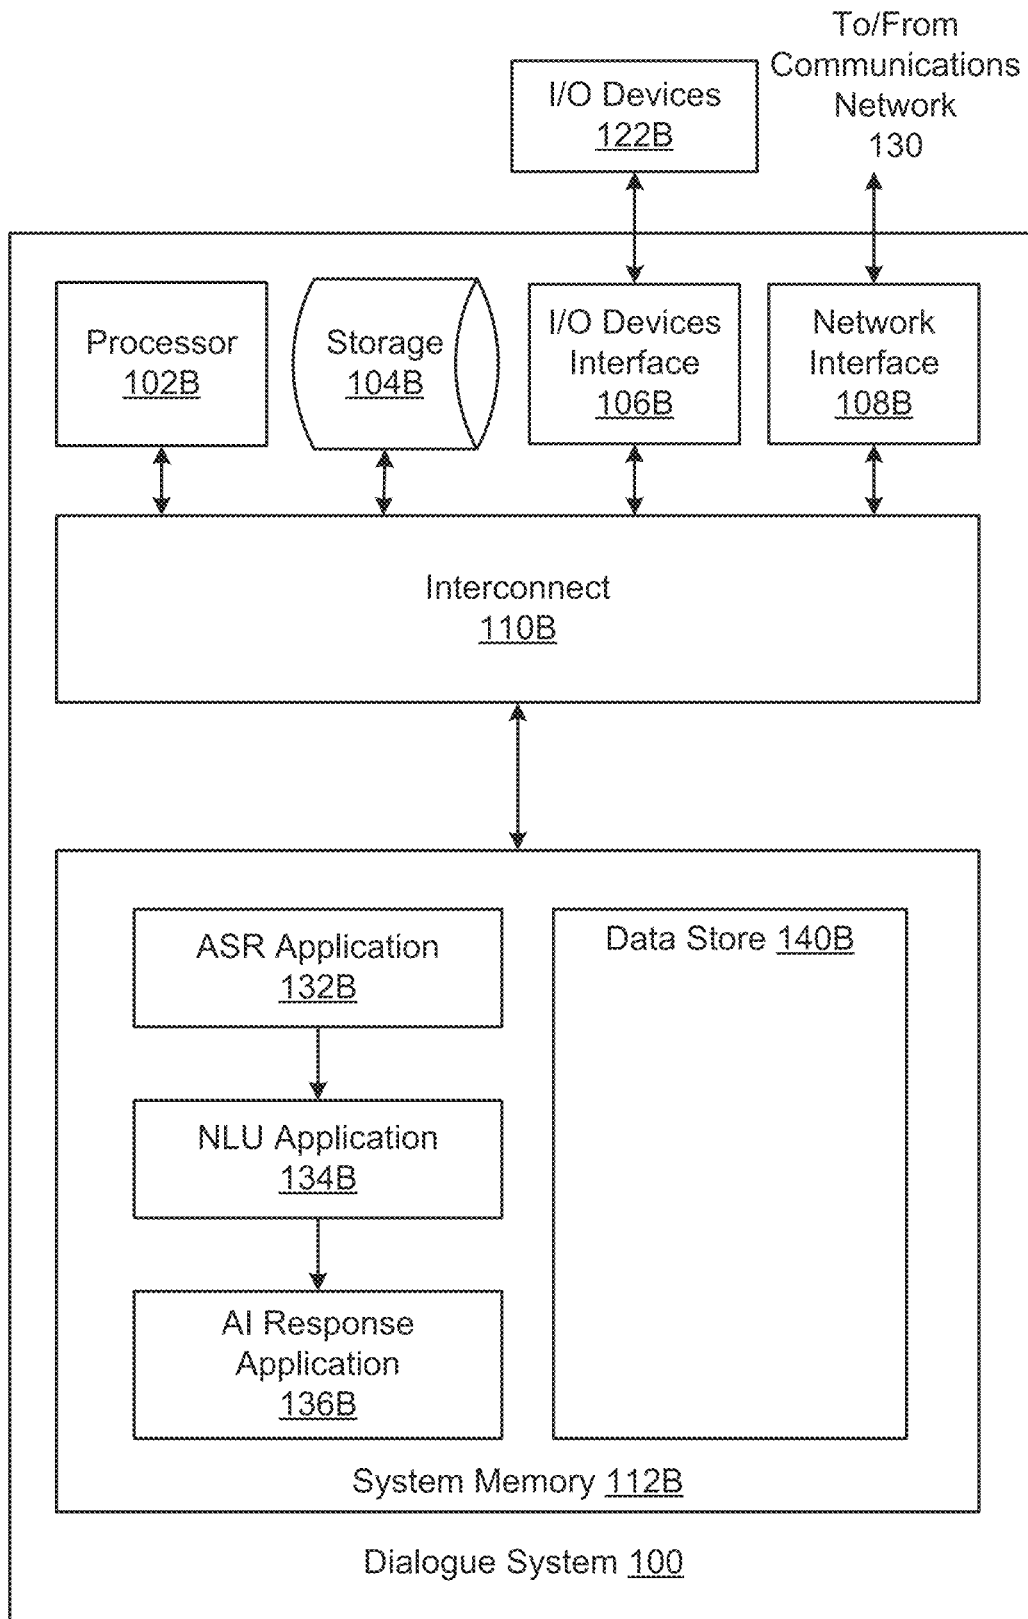 To/From
Communications
Network
130
I/O Devices
122B
Processor
102B
Storage
104B
I/O Devices
Interface
106B
Network
Interface
108B
Interconnect
110B
ASR Application
132B
Data Store 140B
NLU Application
134B
AI Response
Application
136B
System Memory 112B
Dialogue System 100